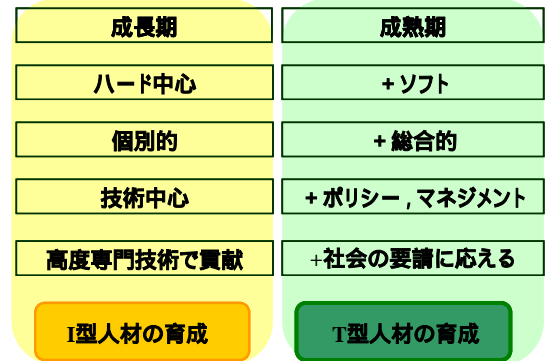 成長期 成熟期
ハード中心 + ソフト
個別的 + 総合的
技術中心 + ポリシー , マネジメント
高度専門技術で貢献 +社会の要請に応える
I型人材の育成 T型人材の育成